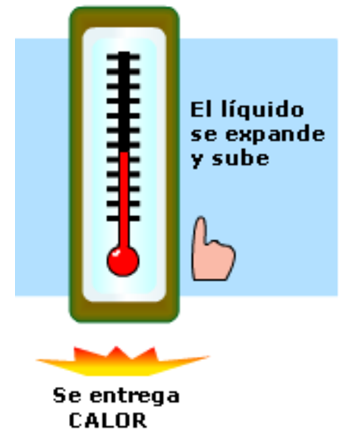 El líquido
se expande
y sube
Se entrega
CALOR